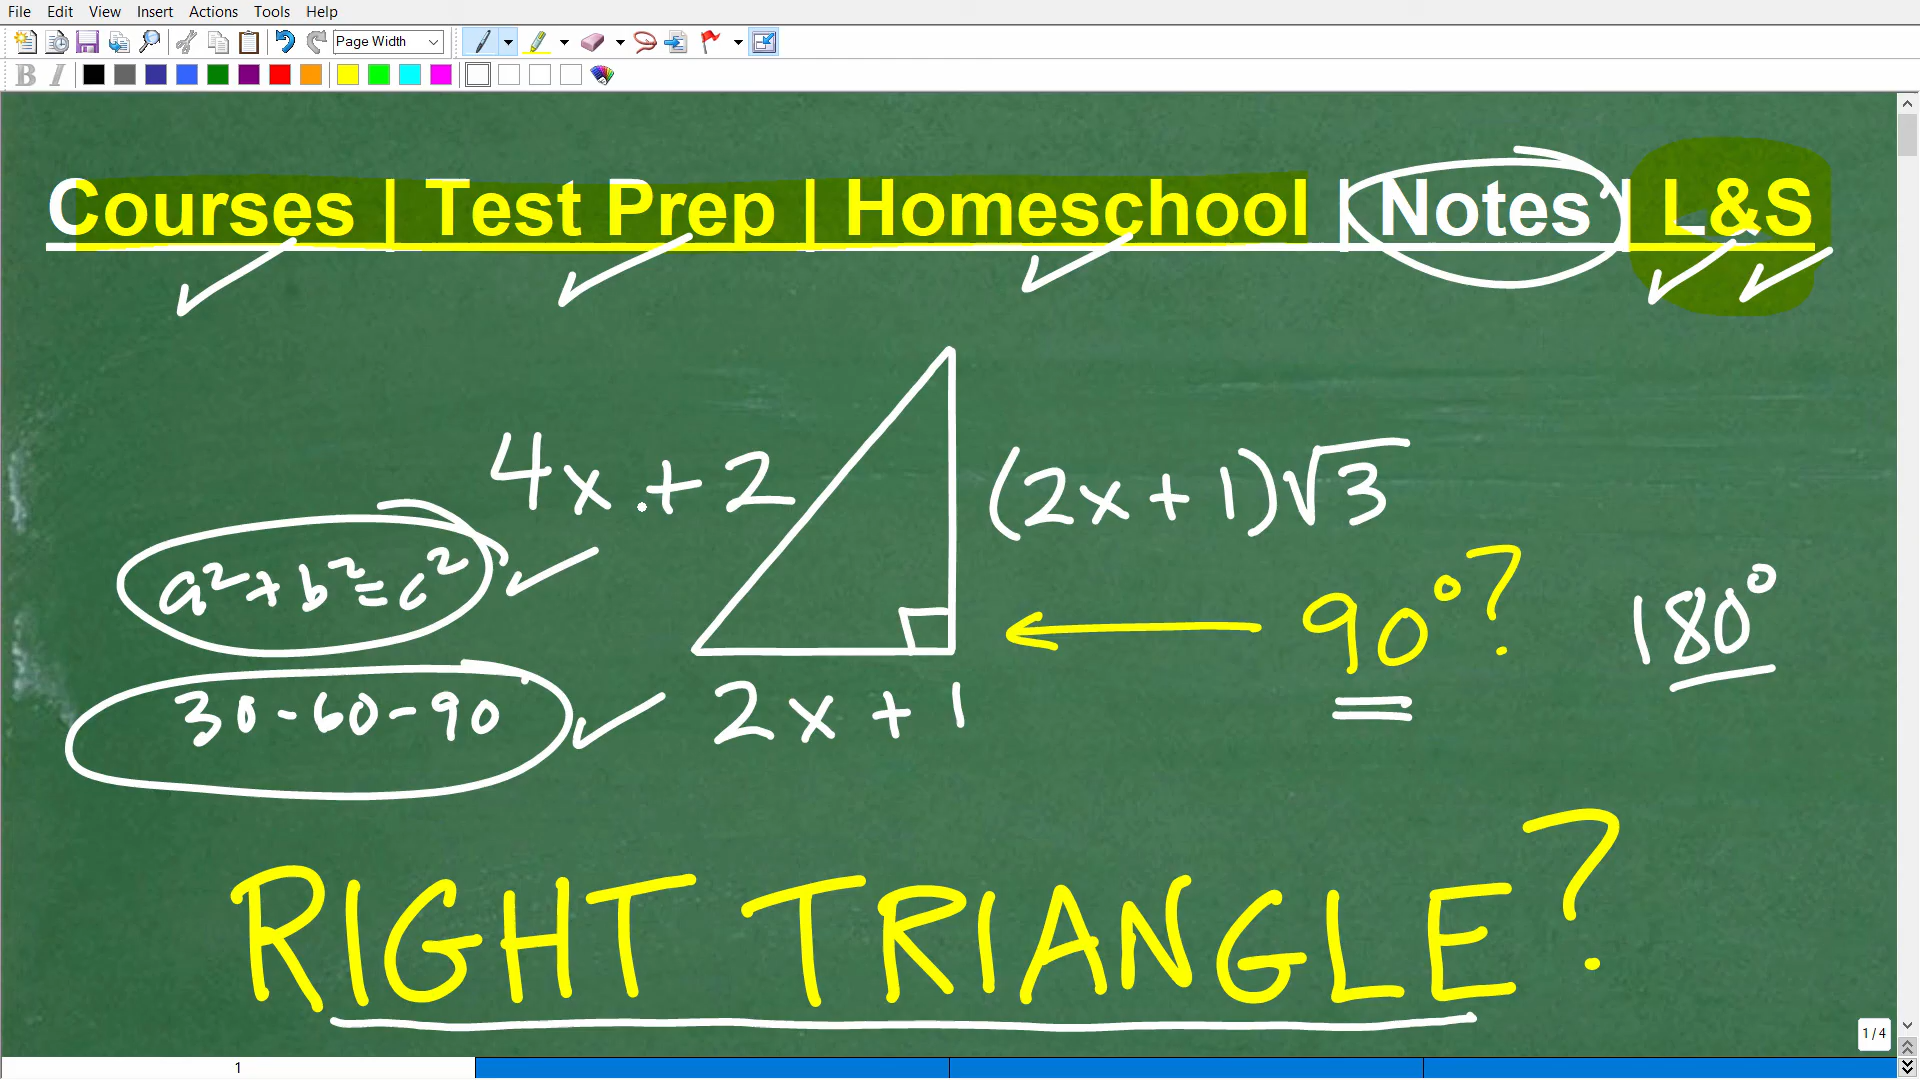 File Edit View Insert Actions Tools Help
Page Width
B I
Courses | Test Prep | Homeschool | Notes | L&S
4x + 2
(2x + 1)√3
a²+b²=c²
90°?
180°
30-60-90
2x + 1
RIGHT TRIANGLE?
1 / 4
1